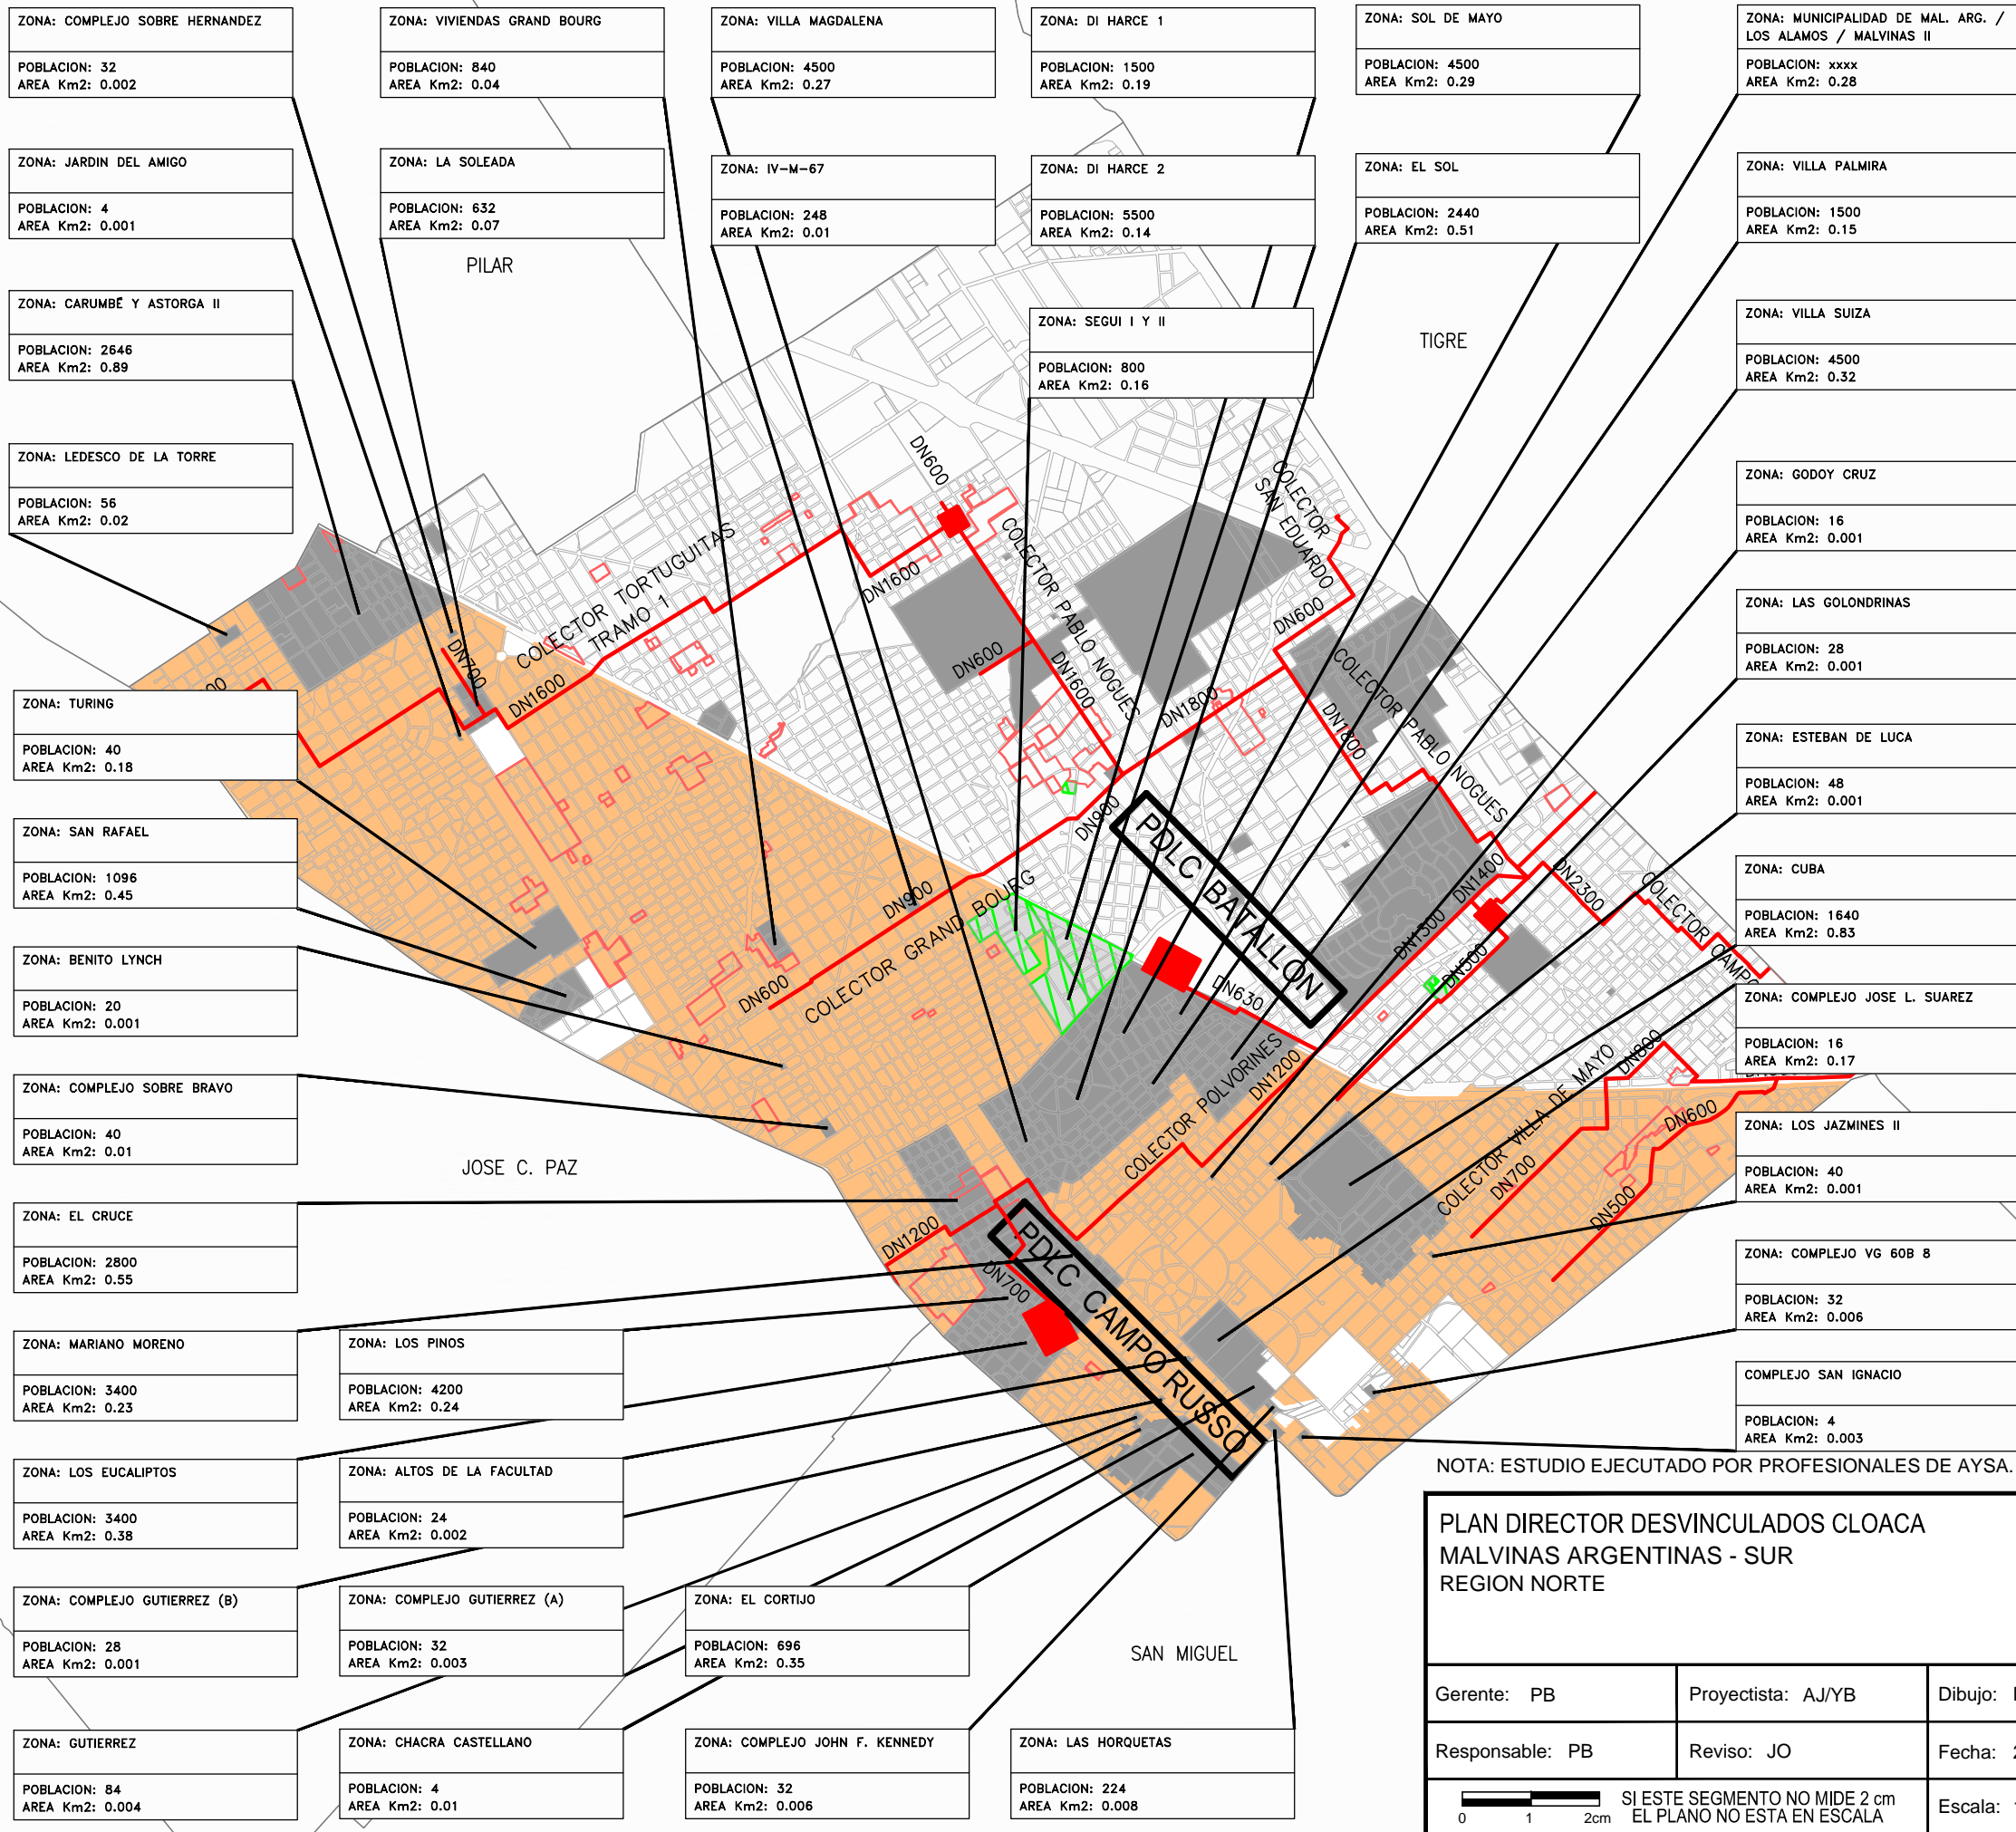 ZONA: COMPLEJO SOBRE HERNANDEZ
POBLACION: 32
AREA Km2: 0.002
ZONA: VIVIENDAS GRAND BOURG
POBLACION: 840
AREA Km2: 0.04
ZONA: VILLA MAGDALENA
POBLACION: 4500
AREA Km2: 0.27
ZONA: DI HARCE 1
POBLACION: 1500
AREA Km2: 0.19
ZONA: SOL DE MAYO
POBLACION: 4500
AREA Km2: 0.29
ZONA: MUNICIPALIDAD DE MAL. ARG. /
LOS ALAMOS / MALVINAS II
POBLACION: xxxx
AREA Km2: 0.28
ZONA: JARDIN DEL AMIGO
POBLACION: 4
AREA Km2: 0.001
ZONA: LA SOLEADA
POBLACION: 632
AREA Km2: 0.07
ZONA: IV-M-67
POBLACION: 248
AREA Km2: 0.01
ZONA: DI HARCE 2
POBLACION: 5500
AREA Km2: 0.14
ZONA: EL SOL
POBLACION: 2440
AREA Km2: 0.51
ZONA: VILLA PALMIRA
POBLACION: 1500
AREA Km2: 0.15
PILAR
ZONA: CARUMBÉ Y ASTORGA II
POBLACION: 2646
AREA Km2: 0.89
ZONA: SEGUI I Y II
POBLACION: 800
AREA Km2: 0.16
TIGRE
ZONA: VILLA SUIZA
POBLACION: 4500
AREA Km2: 0.32
ZONA: LEDESCO DE LA TORRE
POBLACION: 56
AREA Km2: 0.02
ZONA: GODOY CRUZ
POBLACION: 16
AREA Km2: 0.001
DN600
COLECTOR
SAN EDUARDO
COLECTOR TORTUGUITAS
TRAMO 1
DN1600
COLECTOR PABLO NOGUES
DN600
ZONA: LAS GOLONDRINAS
POBLACION: 28
AREA Km2: 0.001
DN700
DN1600
DN600
DN1600
DN1800
COLECTOR PABLO NOGUES
DN1800
ZONA: TURING
POBLACION: 40
AREA Km2: 0.18
ZONA: ESTEBAN DE LUCA
POBLACION: 48
AREA Km2: 0.001
DN900
PDLC BATALLON
ZONA: SAN RAFAEL
POBLACION: 1096
AREA Km2: 0.45
DN900
COLECTOR GRAND BOURG
DN600
DN1400
DN2300
COLECTOR CAMPO
DN1500
DN500
DN630
ZONA: CUBA
POBLACION: 1640
AREA Km2: 0.83
ZONA: BENITO LYNCH
POBLACION: 20
AREA Km2: 0.001
ZONA: COMPLEJO JOSE L. SUAREZ
POBLACION: 16
AREA Km2: 0.17
ZONA: COMPLEJO SOBRE BRAVO
POBLACION: 40
AREA Km2: 0.01
COLECTOR POLVORINES
DN1200
COLECTOR VILLA DE MAYO
DN800
DN600
DN700
DN500
JOSE C. PAZ
ZONA: LOS JAZMINES II
POBLACION: 40
AREA Km2: 0.001
ZONA: EL CRUCE
POBLACION: 2800
AREA Km2: 0.55
DN1200
DN700
PDLC CAMPO RUSSO
ZONA: COMPLEJO VG 60B 8
POBLACION: 32
AREA Km2: 0.006
ZONA: MARIANO MORENO
POBLACION: 3400
AREA Km2: 0.23
ZONA: LOS PINOS
POBLACION: 4200
AREA Km2: 0.24
COMPLEJO SAN IGNACIO
POBLACION: 4
AREA Km2: 0.003
ZONA: LOS EUCALIPTOS
POBLACION: 3400
AREA Km2: 0.38
ZONA: ALTOS DE LA FACULTAD
POBLACION: 24
AREA Km2: 0.002
NOTA: ESTUDIO EJECUTADO POR PROFESIONALES DE AYSA.
PLAN DIRECTOR DESVINCULADOS CLOACA
MALVINAS ARGENTINAS - SUR
REGION NORTE
ZONA: COMPLEJO GUTIERREZ (B)
POBLACION: 28
AREA Km2: 0.001
ZONA: COMPLEJO GUTIERREZ (A)
POBLACION: 32
AREA Km2: 0.003
ZONA: EL CORTIJO
POBLACION: 696
AREA Km2: 0.35
SAN MIGUEL
Gerente: PB
Proyectista: AJ/YB
Dibujo:
Responsable: PB
Reviso: JO
Fecha:
ZONA: GUTIERREZ
POBLACION: 84
AREA Km2: 0.004
ZONA: CHACRA CASTELLANO
POBLACION: 4
AREA Km2: 0.01
ZONA: COMPLEJO JOHN F. KENNEDY
POBLACION: 32
AREA Km2: 0.006
ZONA: LAS HORQUETAS
POBLACION: 224
AREA Km2: 0.008
0 1 2cm
SI ESTE SEGMENTO NO MIDE 2 cm
EL PLANO NO ESTA EN ESCALA
Escala: